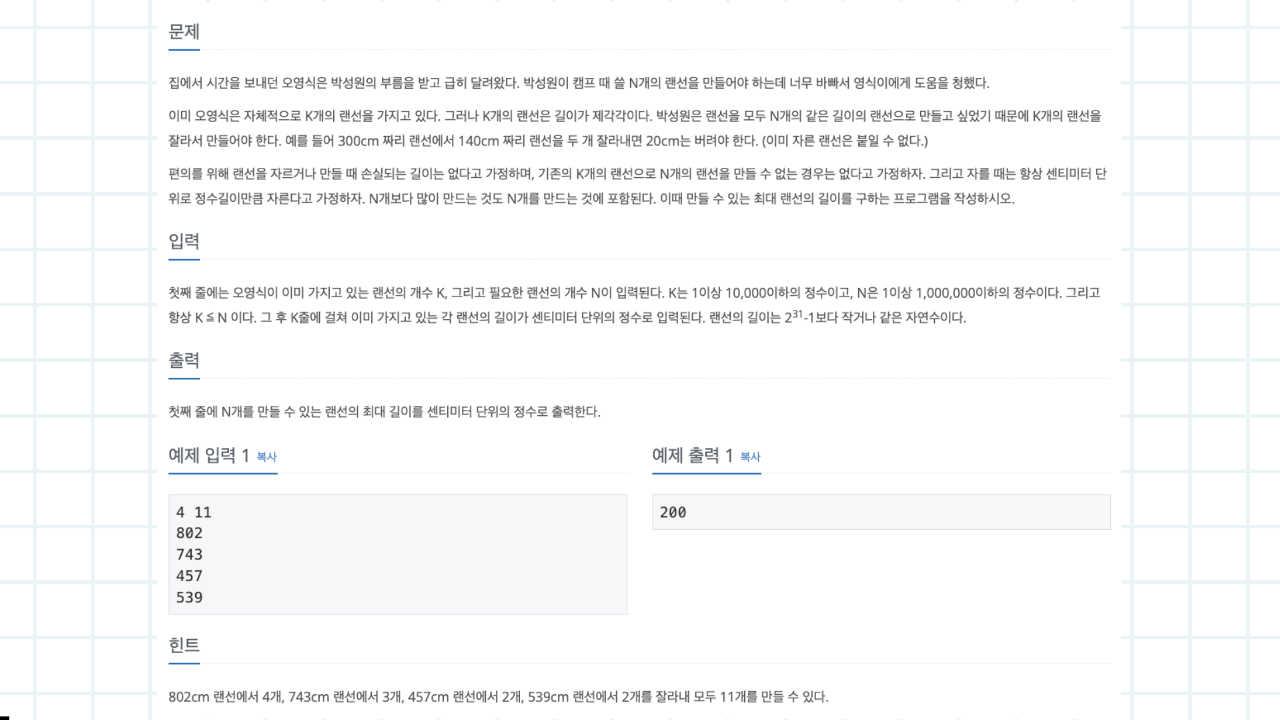 문제
집에서 시간을 보내던 오영식은 박성원의 부름을 받고 급히 달려왔다. 박성원이 캠프 때 쓸 N개의 랜선을 만들어야 하는데 너무 바빠서 영식이에게 도움을 청했다.
이미 오영식은 자체적으로 K개의 랜선을 가지고 있다. 그러나 K개의 랜선은 길이가 제각각이다. 박성원은 랜선을 모두 N개의 같은 길이의 랜선으로 만들고 싶었기 때문에 K개의 랜선을
잘라서 만들어야 한다. 예를 들어 300cm 짜리 랜선에서 140cm 짜리 랜선을 두 개 잘라내면 20cm는 버려야 한다. (이미 자른 랜선은 붙일 수 없다.)
편의를 위해 랜선을 자르거나 만들 때 손실되는 길이는 없다고 가정하며, 기존의 K개의 랜선으로 N개의 랜선을 만들 수 없는 경우는 없다고 가정하자. 그리고 자를 때는 항상 센티미터 단
위로 정수길이만큼 자른다고 가정하자. N개보다 많이 만드는 것도 N개를 만드는 것에 포함된다. 이때 만들 수 있는 최대 랜선의 길이를 구하는 프로그램을 작성하시오.
입력
첫째 줄에는 오영식이 이미 가지고 있는 랜선의 개수 K, 그리고 필요한 랜선의 개수 N이 입력된다. K는 1이상 10,000이하의 정수이고, N은 1이상 1,000,000이하의 정수이다. 그리고
항상 K ≦ N 이다. 그 후 K줄에 걸쳐 이미 가지고 있는 각 랜선의 길이가 센티미터 단위의 정수로 입력된다. 랜선의 길이는 2³¹-1보다 작거나 같은 자연수이다.
출력
첫째 줄에 N개를 만들 수 있는 랜선의 최대 길이를 센티미터 단위의 정수로 출력한다.
예제 입력 1 복사
4 11
802
743
457
539
예제 출력 1 복사
200
힌트
802cm 랜선에서 4개, 743cm 랜선에서 3개, 457cm 랜선에서 2개, 539cm 랜선에서 2개를 잘라내 모두 11개를 만들 수 있다.